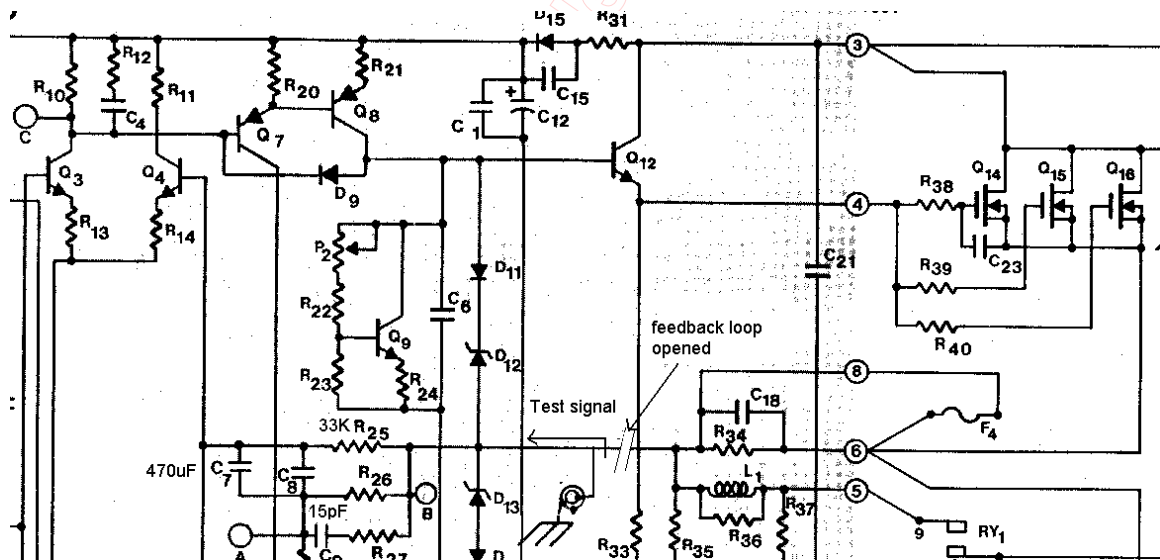 D15
R31
R12
R10
R11
R20
R21
C4
C
Q7
Q8
C1
+
C12
C15
3
Q3
Q4
D9
Q12
Q14
Q15
Q16
R38
4
R13
R14
P2
D11
C21
C23
R39
R22
C6
Q9
feedback loop
opened
R40
R23
R24
D12
8
Test signal
C18
F4
33K R25
R34
6
470uF
C7
C8
R26
B
L1
5
D13
R37
15pF
A
R27
R36
9
RY1
R33
R35
D